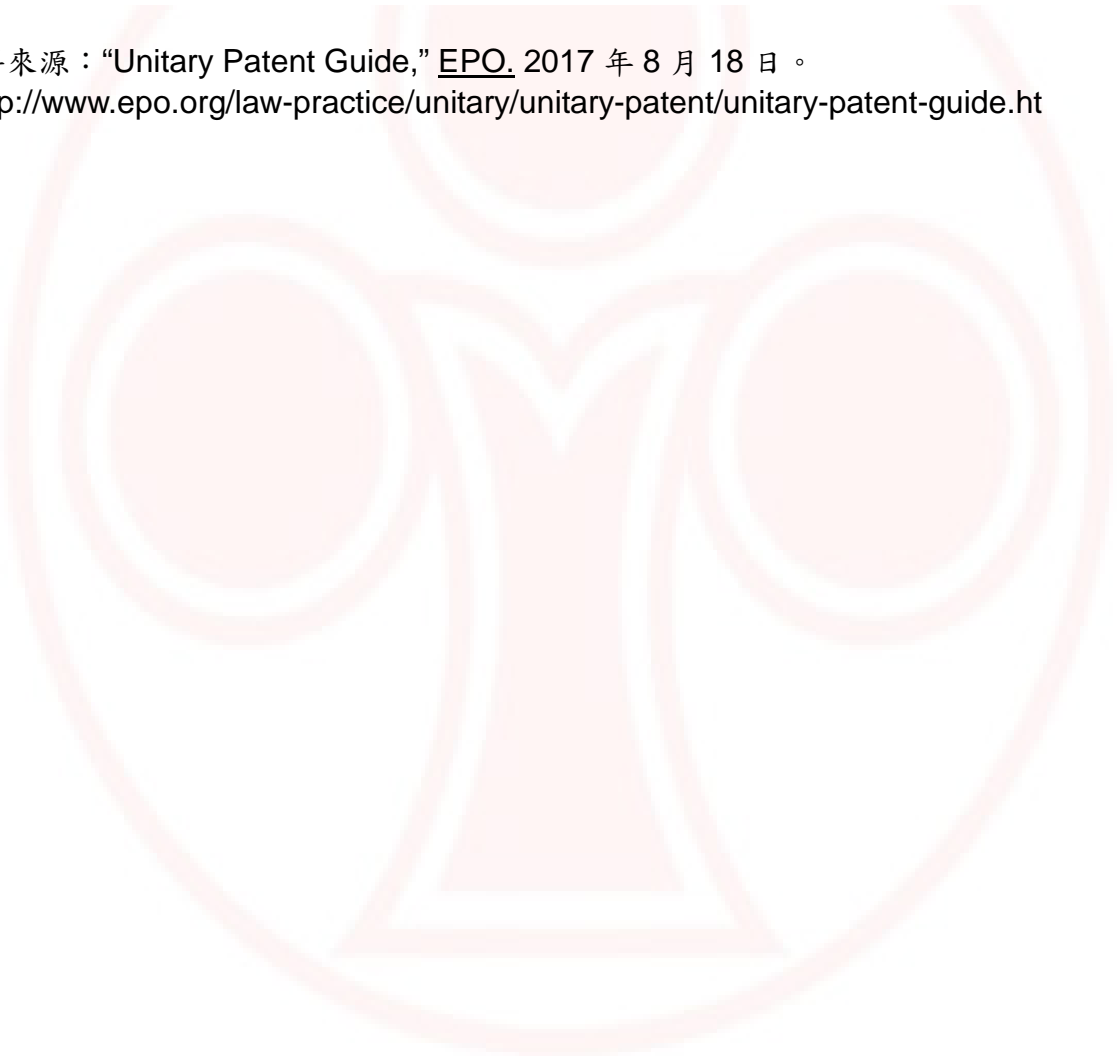 來源：“Unitary Patent Guide,” EPO. 2017 年 8 月 18 日。
p://www.epo.org/law-practice/unitary/unitary-patent/unitary-patent-guide.ht